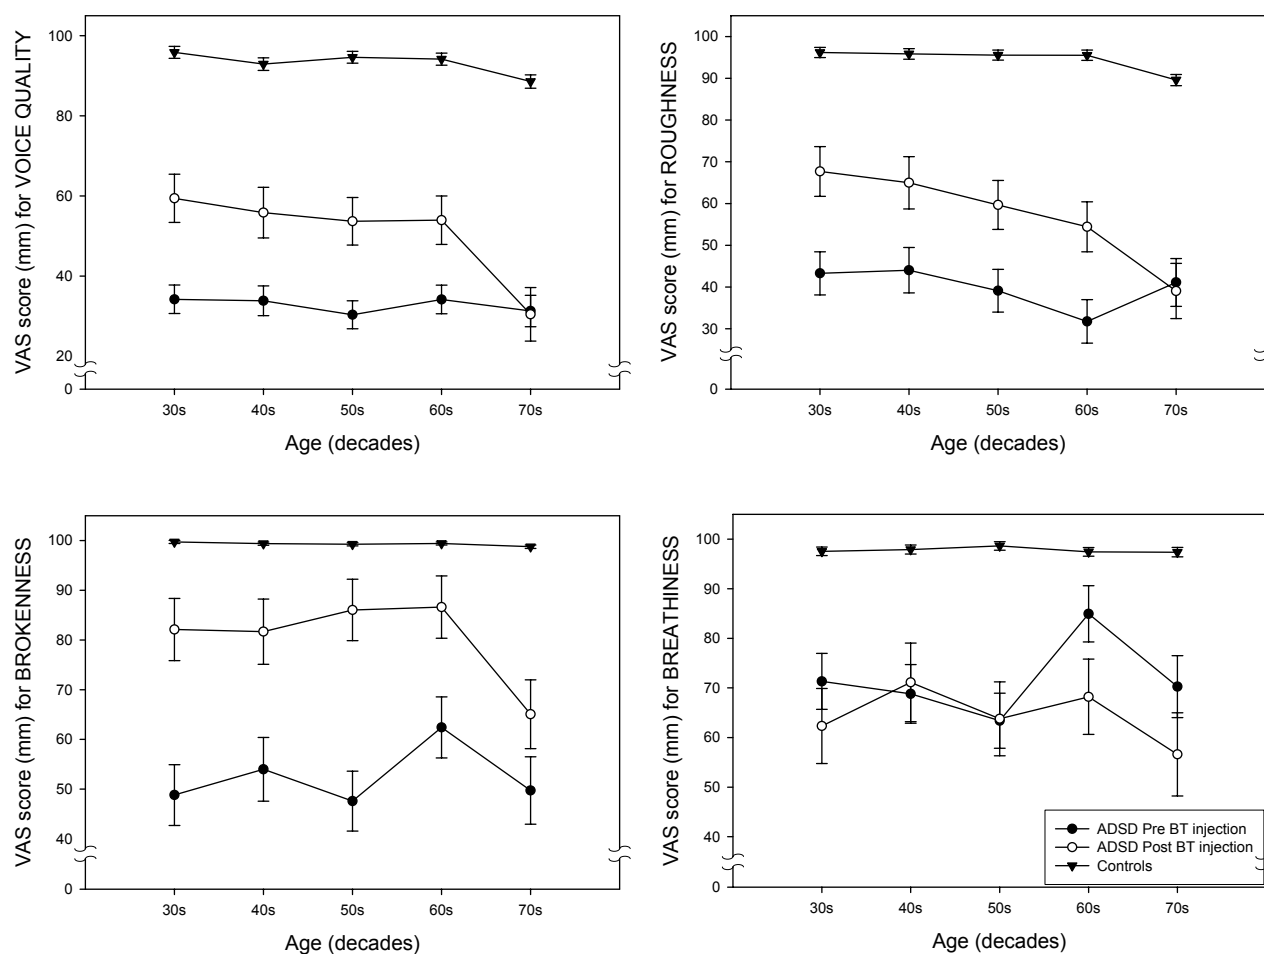 VAS score (mm) for VOICE QUALITY
100
80
60
40
20
0
30s 40s 50s 60s 70s
Age (decades)
VAS score (mm) for ROUGHNESS
100
90
80
70
60
50
40
30
0
30s 40s 50s 60s 70s
Age (decades)
VAS score (mm) for BROKENNESS
100
90
80
70
60
50
40
0
30s 40s 50s 60s 70s
Age (decades)
VAS score (mm) for BREATHINESS
100
90
80
70
60
50
40
0
ADSD Pre BT injection
ADSD Post BT injection
Controls
30s 40s 50s 60s 70s
Age (decades)